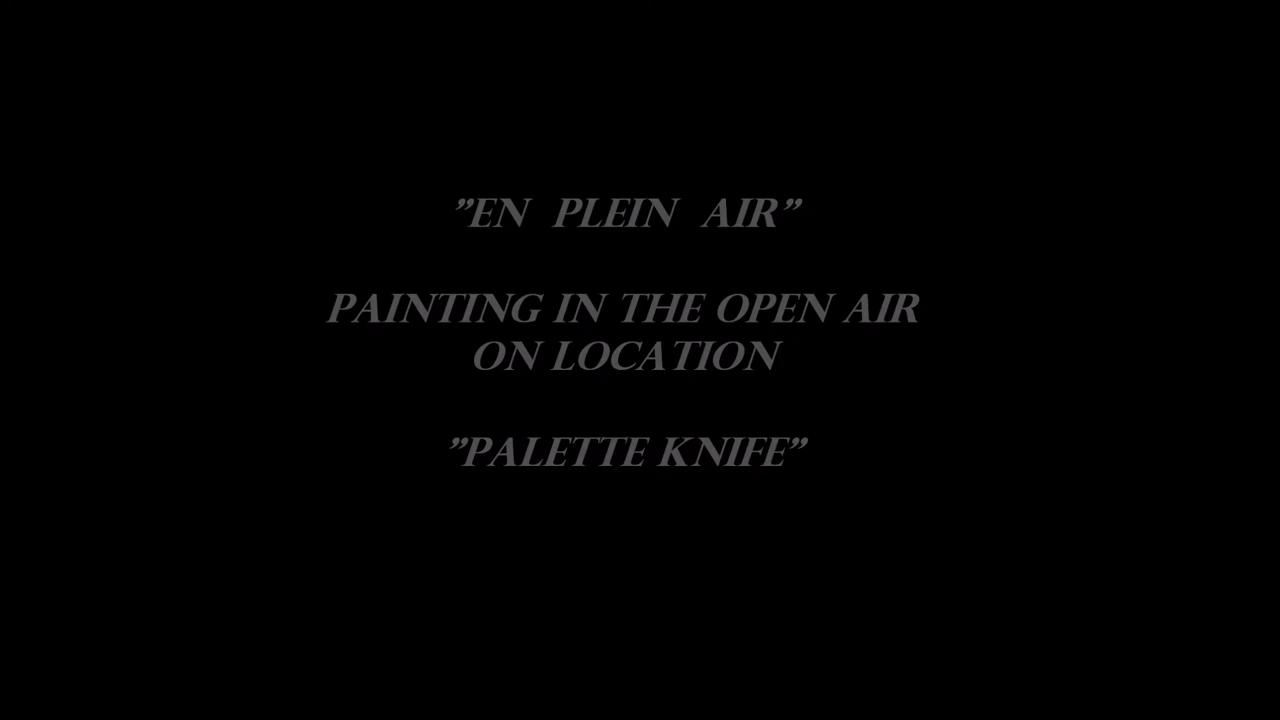 "EN PLEIN AIR"
PAINTING IN THE OPEN AIR
ON LOCATION
"PALETTE KNIFE"